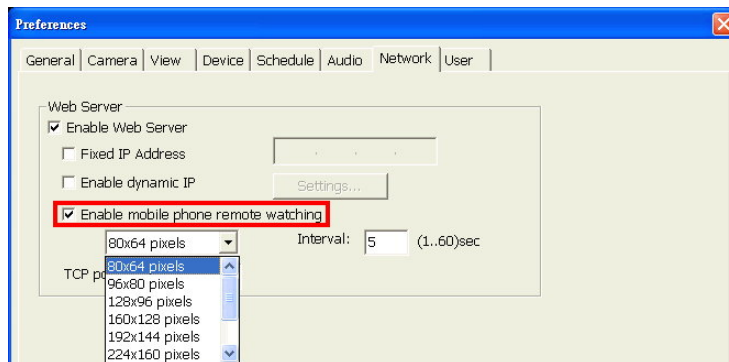 Preferences
General Camera View Device Schedule Audio Network User
Web Server
Enable Web Server
Fixed IP Address
Enable dynamic IP Settings...
Enable mobile phone remote watching
80x64 pixels Interval: 5 (1..60)sec
TCP
80x64 pixels
96x80 pixels
128x96 pixels
160x128 pixels
192x144 pixels
224x160 pixels